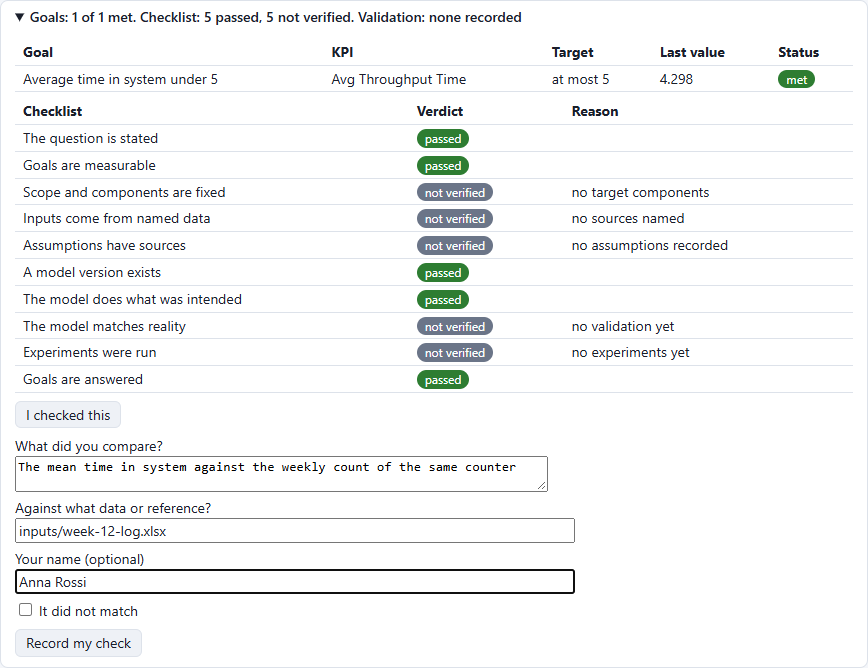 ▼ Goals: 1 of 1 met. Checklist: 5 passed, 5 not verified. Validation: none recorded
Goal KPI Target Last value Status
Average time in system under 5 Avg Throughput Time at most 5 4.298 met
Checklist Verdict Reason
The question is stated passed
Goals are measurable passed
Scope and components are fixed not verified no target components
Inputs come from named data not verified no sources named
Assumptions have sources not verified no assumptions recorded
A model version exists passed
The model does what was intended passed
The model matches reality not verified no validation yet
Experiments were run not verified no experiments yet
Goals are answered passed
I checked this
What did you compare?
The mean time in system against the weekly count of the same counter
Against what data or reference?
inputs/week-12-log.xlsx
Your name (optional)
Anna Rossi
It did not match
Record my check